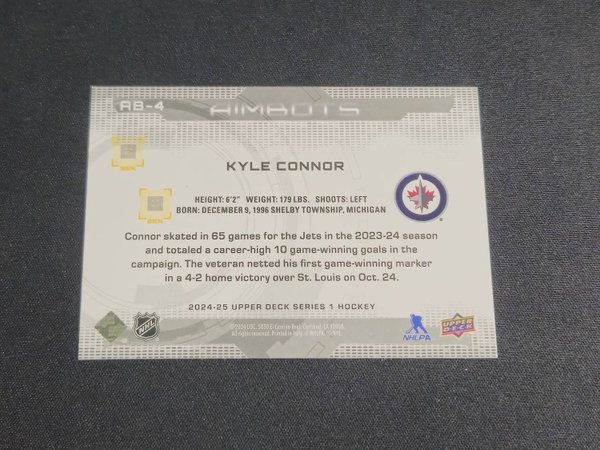 AB-4
AIMBOTS
KYLE CONNOR
HEIGHT: 6'2" WEIGHT: 179 LBS. SHOOTS: LEFT
BORN: DECEMBER 9, 1996 SHELBY TOWNSHIP, MICHIGAN
Connor skated in 65 games for the Jets in the 2023-24 season
and totaled a career-high 10 game-winning goals in the
campaign. The veteran netted his first game-winning marker
in a 4-2 home victory over St. Louis on Oct. 24.
2024-25 UPPER DECK SERIES 1 HOCKEY
NHL
NHLPA
UPPER
DECK